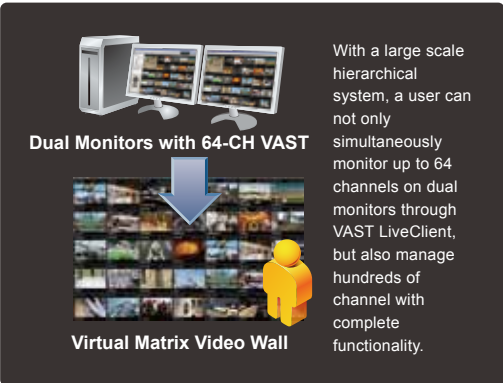 Dual Monitors with 64-CH VAST
Virtual Matrix Video Wall
With a large scale
hierarchical
system, a user can
not only
simultaneously
monitor up to 64
channels on dual
monitors through
VAST LiveClient,
but also manage
hundreds of
channel with
complete
functionality.